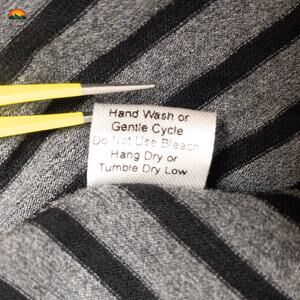 Hand Wash or
Gentle Cycle
Do Not Use Bleach
Hang Dry or
Tumble Dry Low